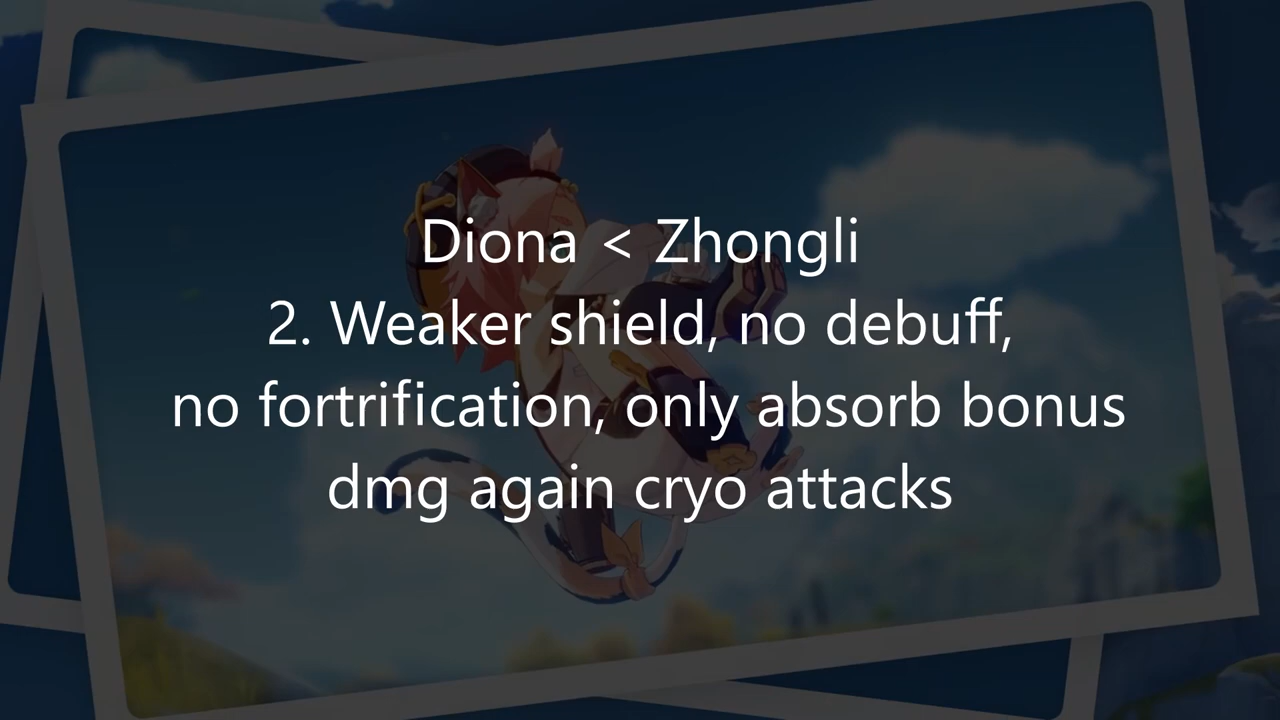 Diona < Zhongli
2. Weaker shield, no debuff,
no fortrification, only absorb bonus
dmg again cryo attacks